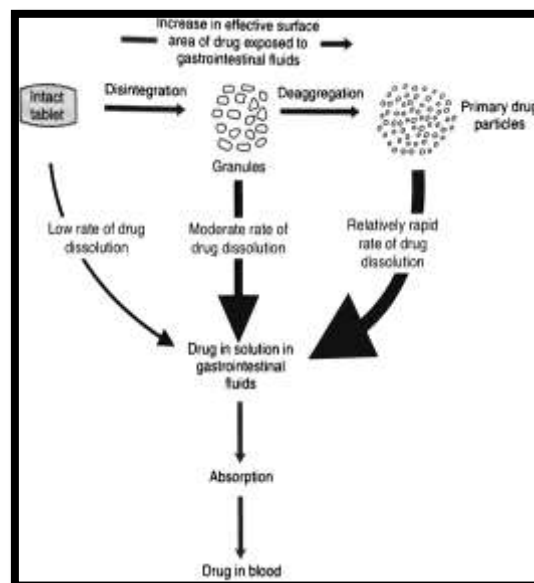 Increase in effective surface
area of drug exposed to
gastrointestinal fluids
Intact
tablet
Disintegration
Deaggregation
Primary drug
particles
Granules
Low rate of drug
dissolution
Moderate rate of
drug dissolution
Relatively rapid
rate of drug
dissolution
Drug in solution in
gastrointestinal
fluids
Absorption
Drug in blood